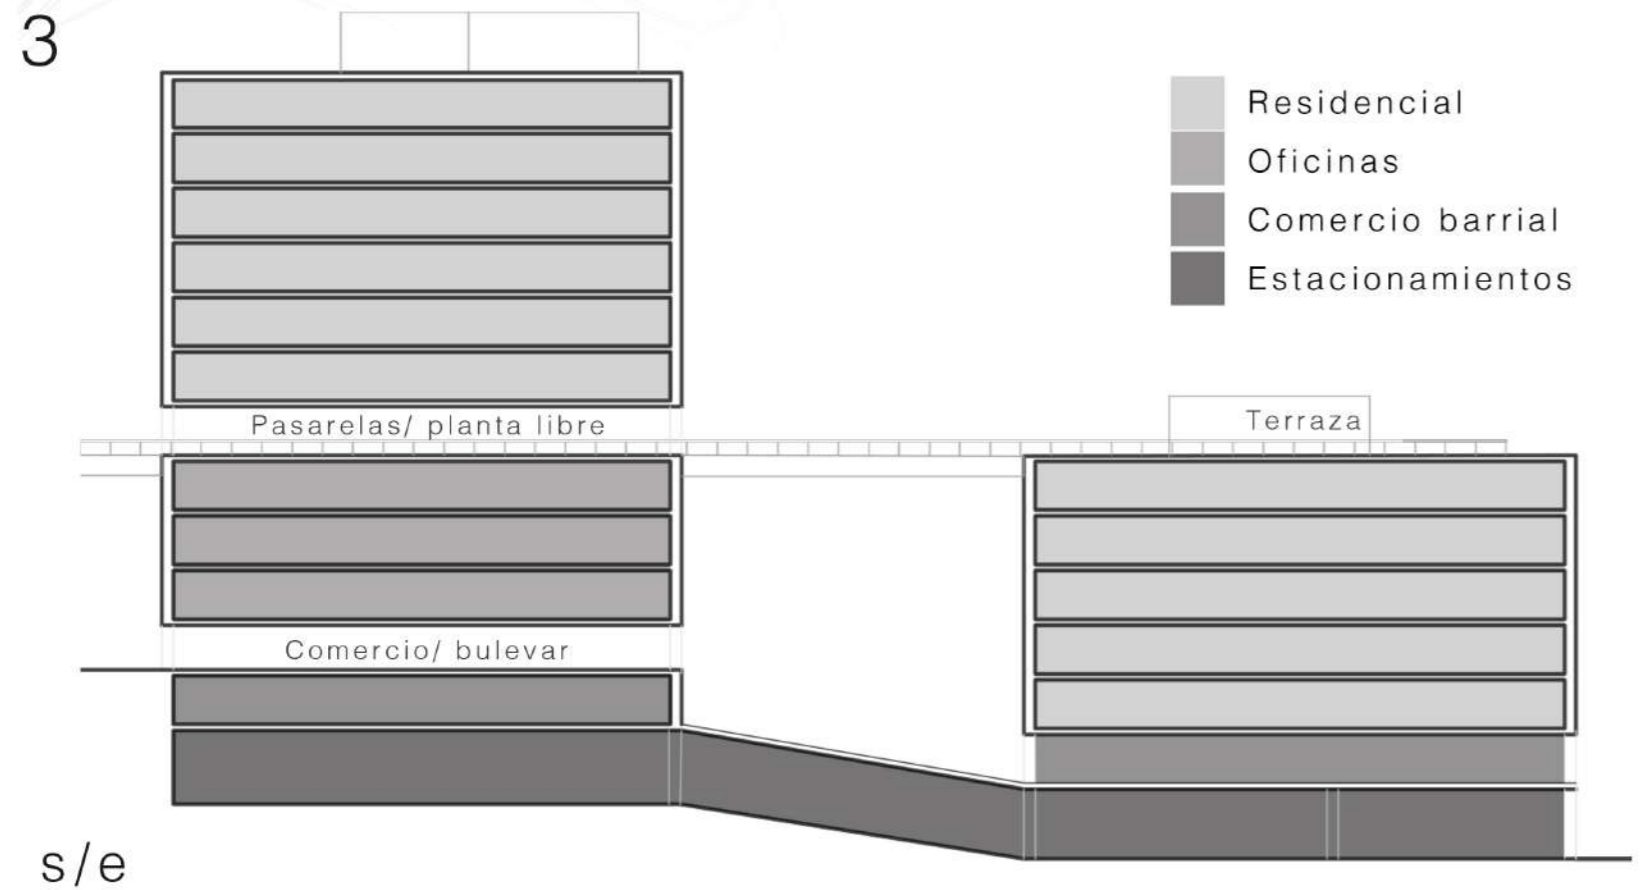 3
Residencial
Oficinas
Comercio barrial
Estacionamientos
Pasarelas/ planta libre
Terraza
Comercio/ bulevar
s/e